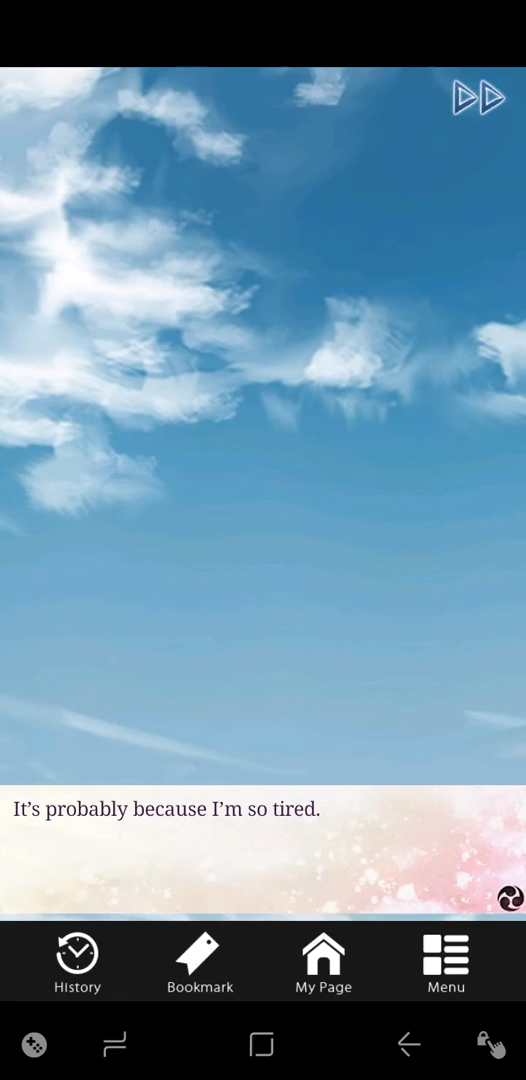 It’s probably because I’m so tired.
History
Bookmark
My Page
Menu